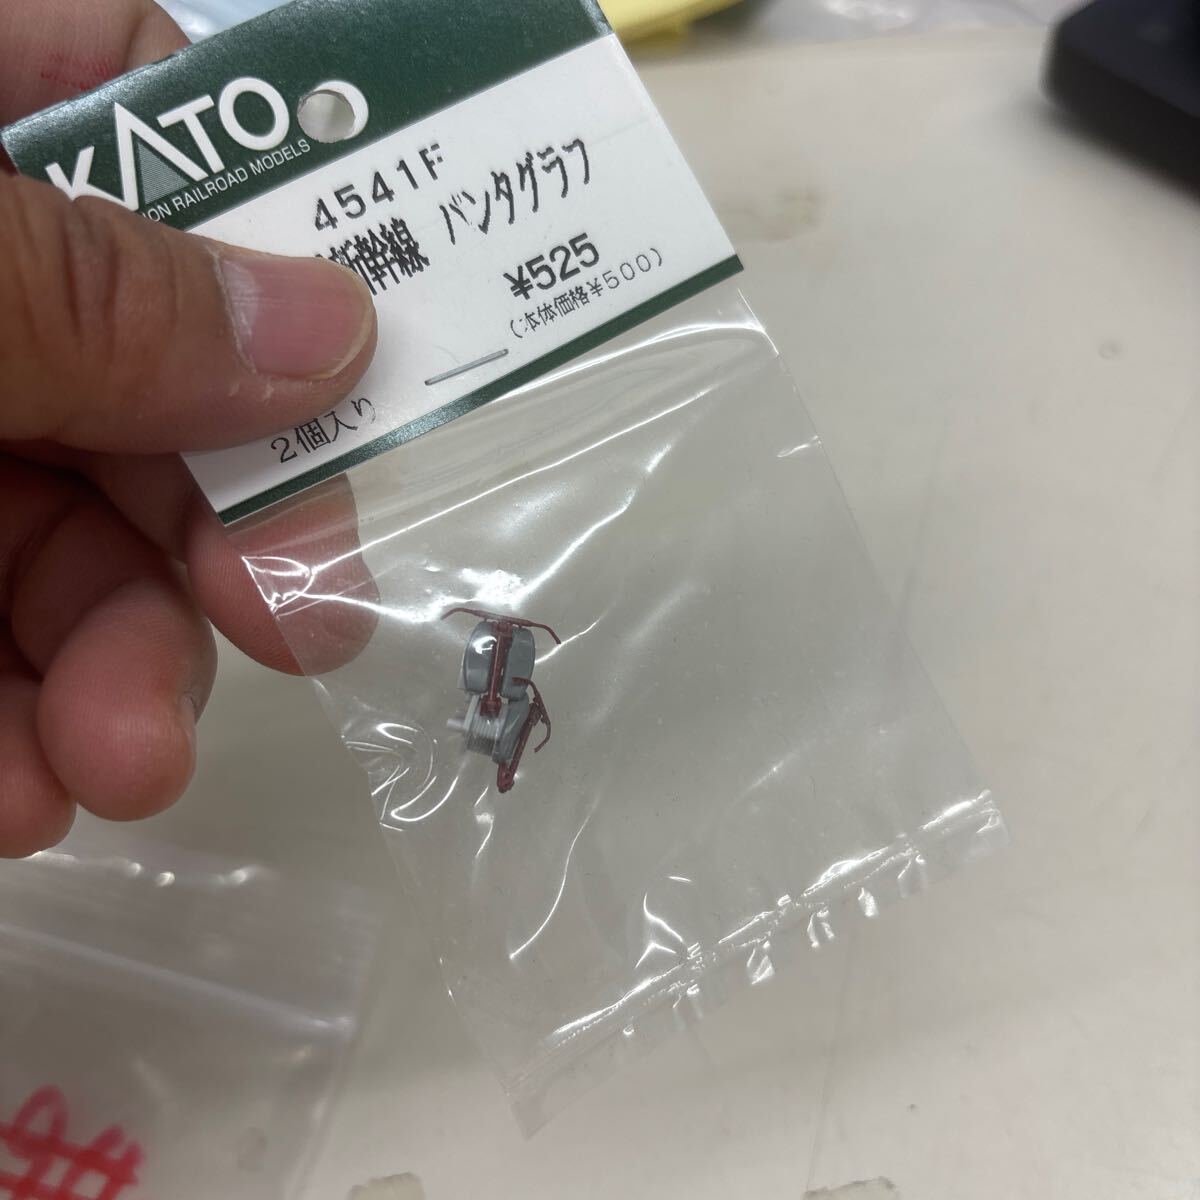 KATO
ION RAILROAD MODELS
4541F
新幹線 パンタグラフ
¥525
(本体価格¥500)
2個入り